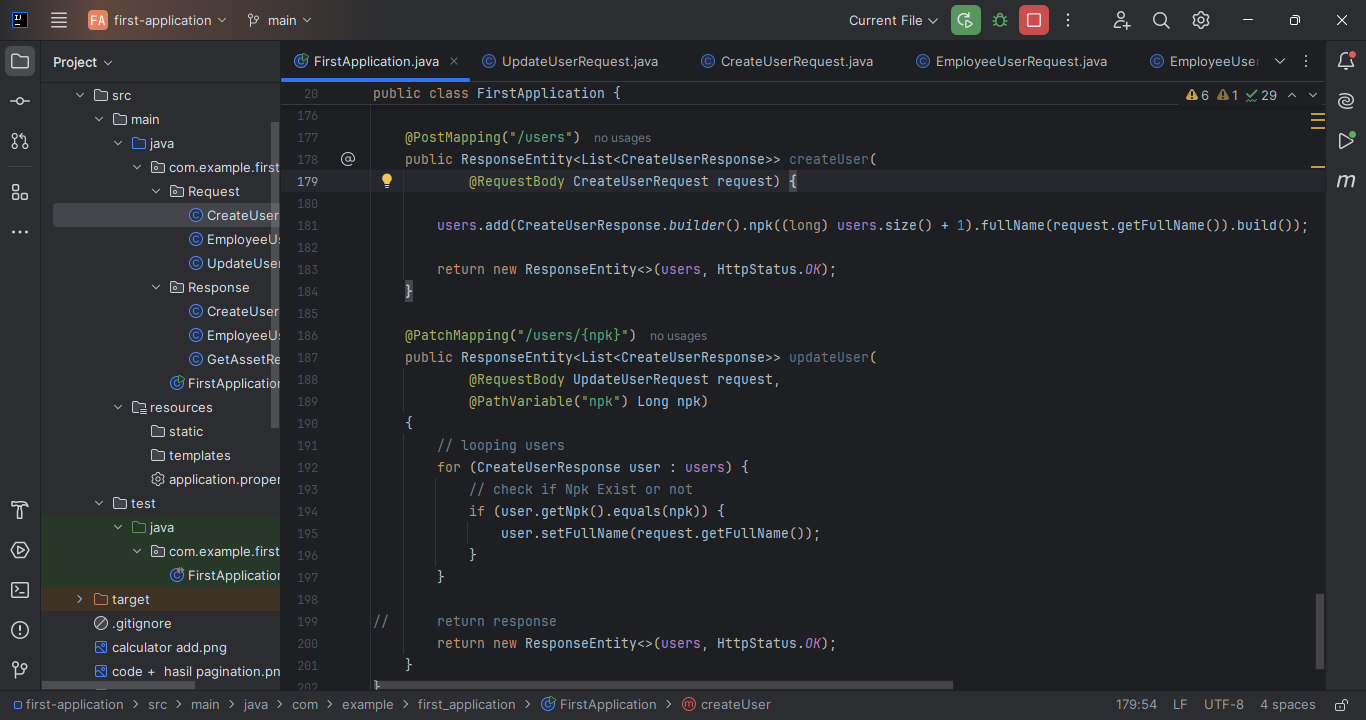 FA first-application main Current File
Project
FirstApplication.java UpdateUserRequest.java CreateUserRequest.java EmployeeUserRequest.java EmployeeUser
src
main
java
com.example.first
Request
CreateUser
EmployeeUs
UpdateUser
Response
CreateUser
EmployeeUs
GetAssetRe
FirstApplication
resources
static
templates
application.proper
test
java
com.example.first
FirstApplication
target
.gitignore
calculator add.png
code + hasil pagination.pn
20 public class FirstApplication { 6 1 29
176
177 @PostMapping("/users") no usages
178 public ResponseEntity<List<CreateUserResponse>> createUser(
179 @RequestBody CreateUserRequest request) {
180
181 users.add(CreateUserResponse.builder().npk((long) users.size() + 1).fullName(request.getFullName()).build());
182
183 return new ResponseEntity<>(users, HttpStatus.OK);
184 }
185
186 @PatchMapping("/users/{npk}") no usages
187 public ResponseEntity<List<CreateUserResponse>> updateUser(
188 @RequestBody UpdateUserRequest request,
189 @PathVariable("npk") Long npk)
190 {
191 // looping users
192 for (CreateUserResponse user : users) {
193 // check if Npk Exist or not
194 if (user.getNpk().equals(npk)) {
195 user.setFullName(request.getFullName());
196 }
197 }
198
199 // return response
200 return new ResponseEntity<>(users, HttpStatus.OK);
201 }
202 }
first-application > src > main > java > com > example > first_application > FirstApplication > createUser 179:54 LF UTF-8 4 spaces